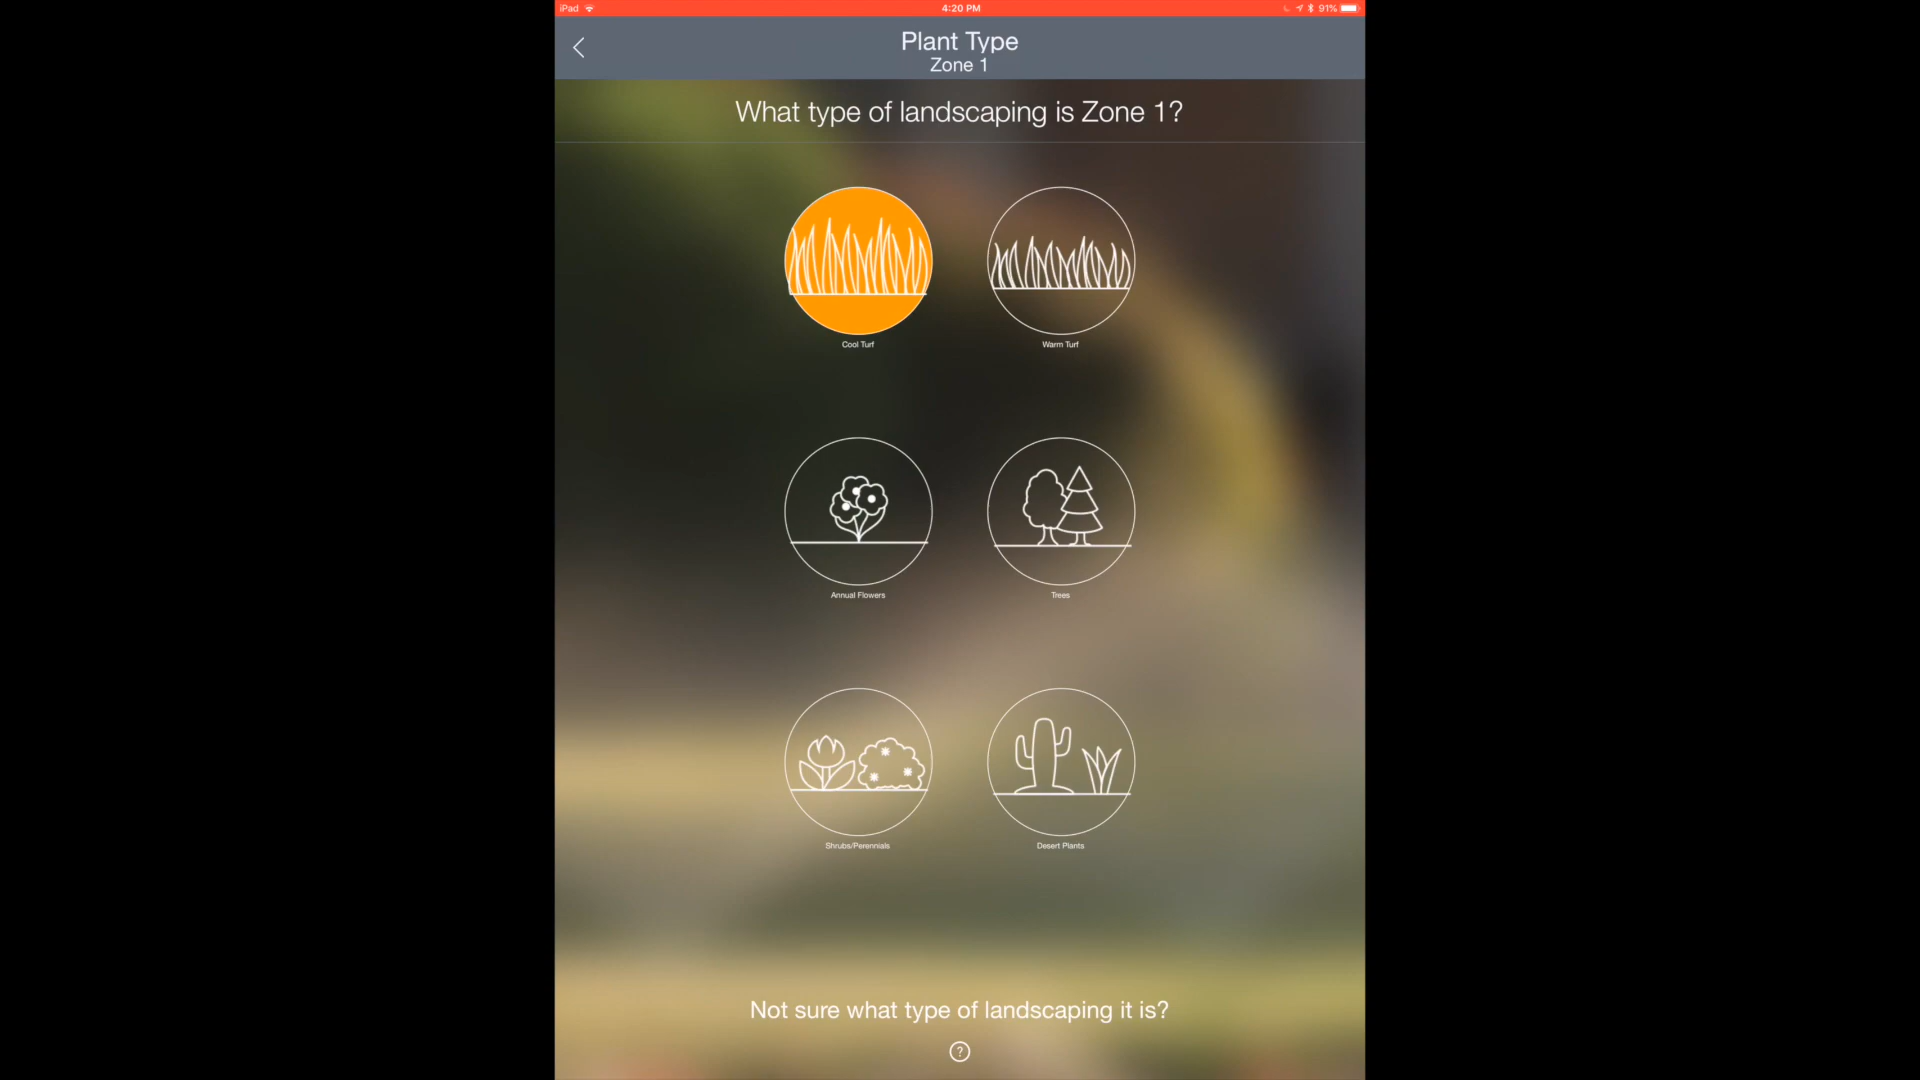 iPad 4:20 PM 91%
Plant Type
Zone 1
What type of landscaping is Zone 1?
Cool Turf Warm Turf
Annual Flowers Trees
Shrubs/Perennials Desert Plants
Not sure what type of landscaping it is?
?